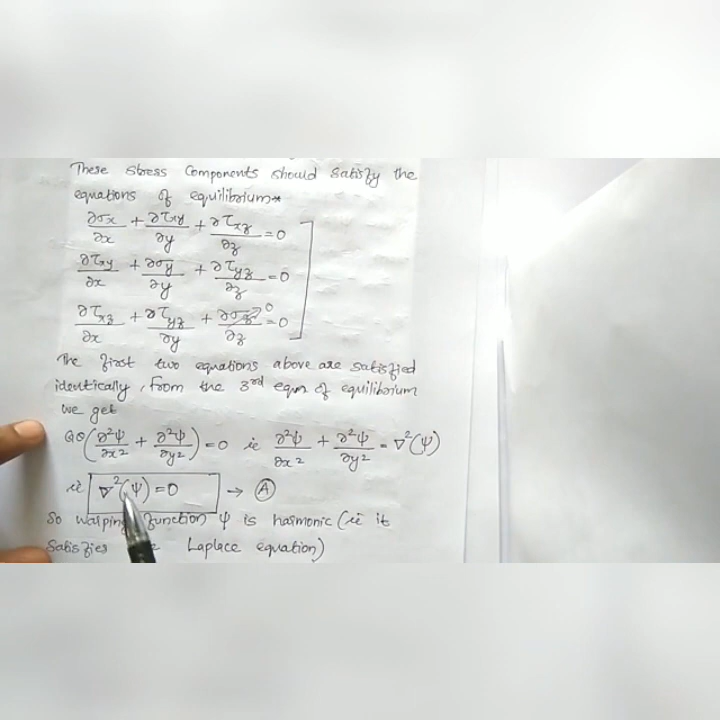 These stress components should satisfy the
equations of equilibrium
∂σx/∂x + ∂τxy/∂y + ∂τxz/∂z = 0
∂τxy/∂x + ∂σy/∂y + ∂τyz/∂z = 0
∂τxz/∂x + ∂τyz/∂y + ∂σz/∂z 0 = 0
The first two equations above are satisfied
identically, from the 3rd eqn of equilibrium
we get
Gθ(∂²ψ/∂x² + ∂²ψ/∂y²) = 0 ie ∂²ψ/∂x² + ∂²ψ/∂y² = ∇²(ψ)
ie ∇²(ψ) = 0 → (A)
So warping function ψ is harmonic (ie it
Satisfies Laplace equation)